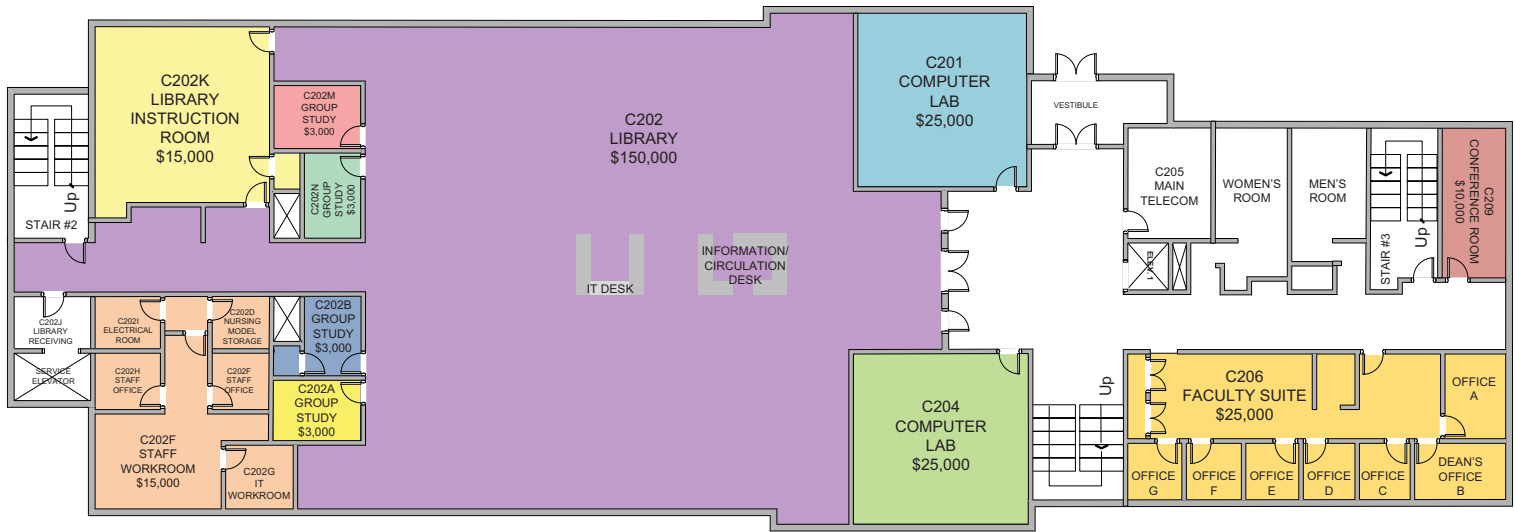 C202K
LIBRARY
INSTRUCTION
ROOM
$15,000
C202M
GROUP
STUDY
$3,000
C202N
GROUP
STUDY
$3,000
Up
STAIR #2
C202
LIBRARY
$150,000
C201
COMPUTER
LAB
$25,000
VESTIBULE
C205
MAIN
TELECOM
WOMEN'S
ROOM
MEN'S
ROOM
Up
STAIR #3
C209
CONFERENCE ROOM
$10,000
ELEV. 1
IT DESK
INFORMATION/
CIRCULATION
DESK
C202J
LIBRARY
RECEIVING
SERVICE
ELEVATOR
C202I
ELECTRICAL
ROOM
C202D
NURSING
MODEL
STORAGE
C202H
STAFF
OFFICE
C202F
STAFF
OFFICE
C202B
GROUP
STUDY
$3,000
C202A
GROUP
STUDY
$3,000
C202F
STAFF
WORKROOM
$15,000
C202G
IT
WORKROOM
C204
COMPUTER
LAB
$25,000
Up
C206
FACULTY SUITE
$25,000
OFFICE
A
OFFICE
G
OFFICE
F
OFFICE
E
OFFICE
D
OFFICE
C
DEAN'S
OFFICE
B